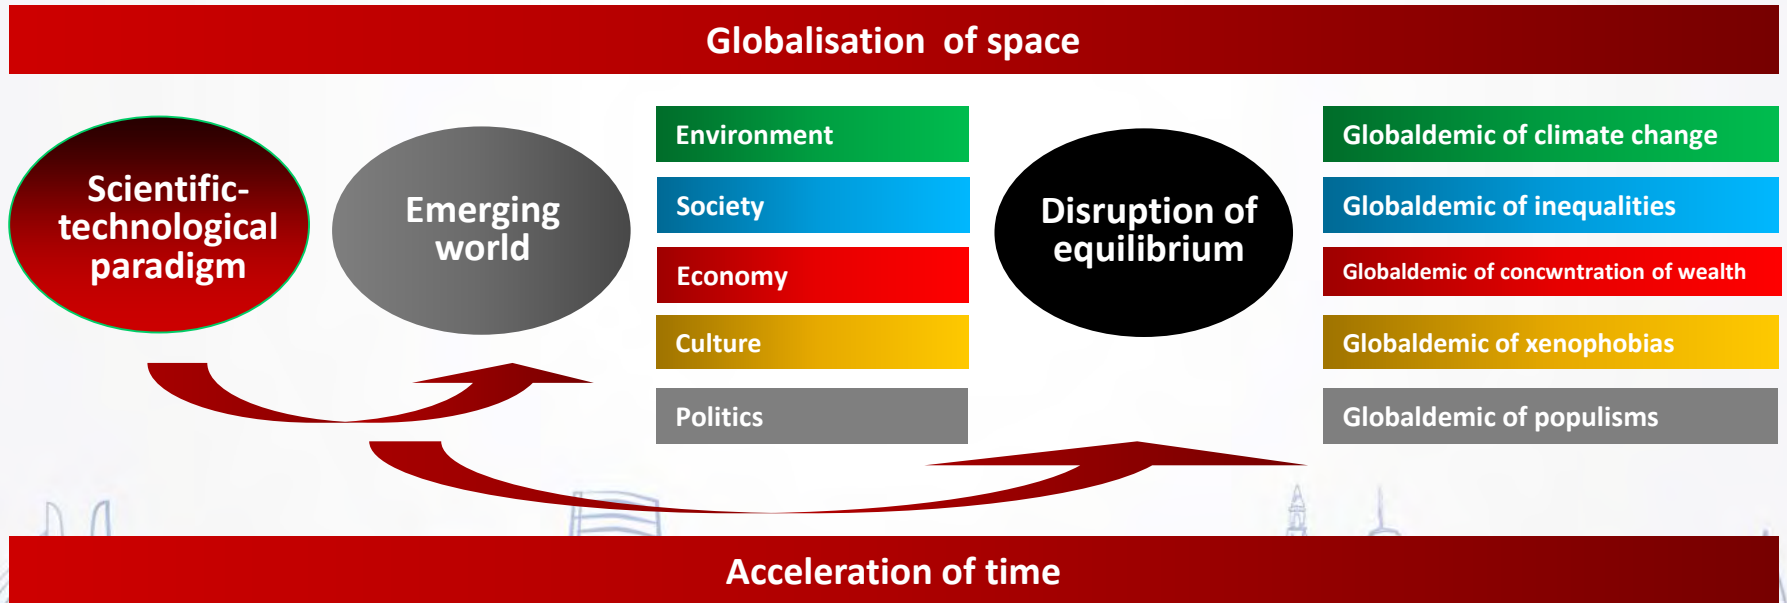 Globalisation of space
Scientific-
technological
paradigm
Emerging
world
Environment
Society
Economy
Culture
Politics
Disruption of
equilibrium
Globaldemic of climate change
Globaldemic of inequalities
Globaldemic of concwntration of wealth
Globaldemic of xenophobias
Globaldemic of populisms
Acceleration of time